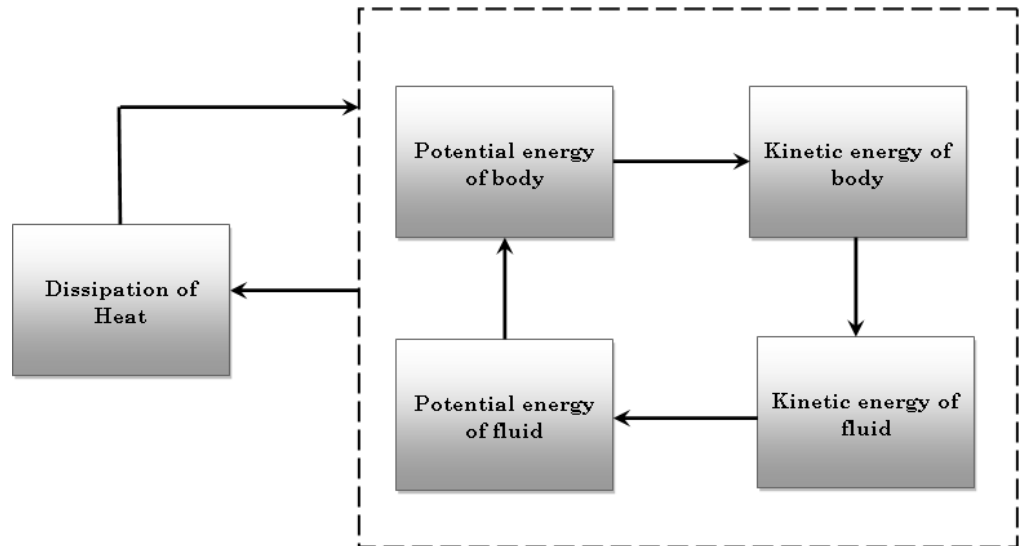 Potential energy
of body
Kinetic energy of
body
Dissipation of
Heat
Potential energy
of fluid
Kinetic energy of
fluid